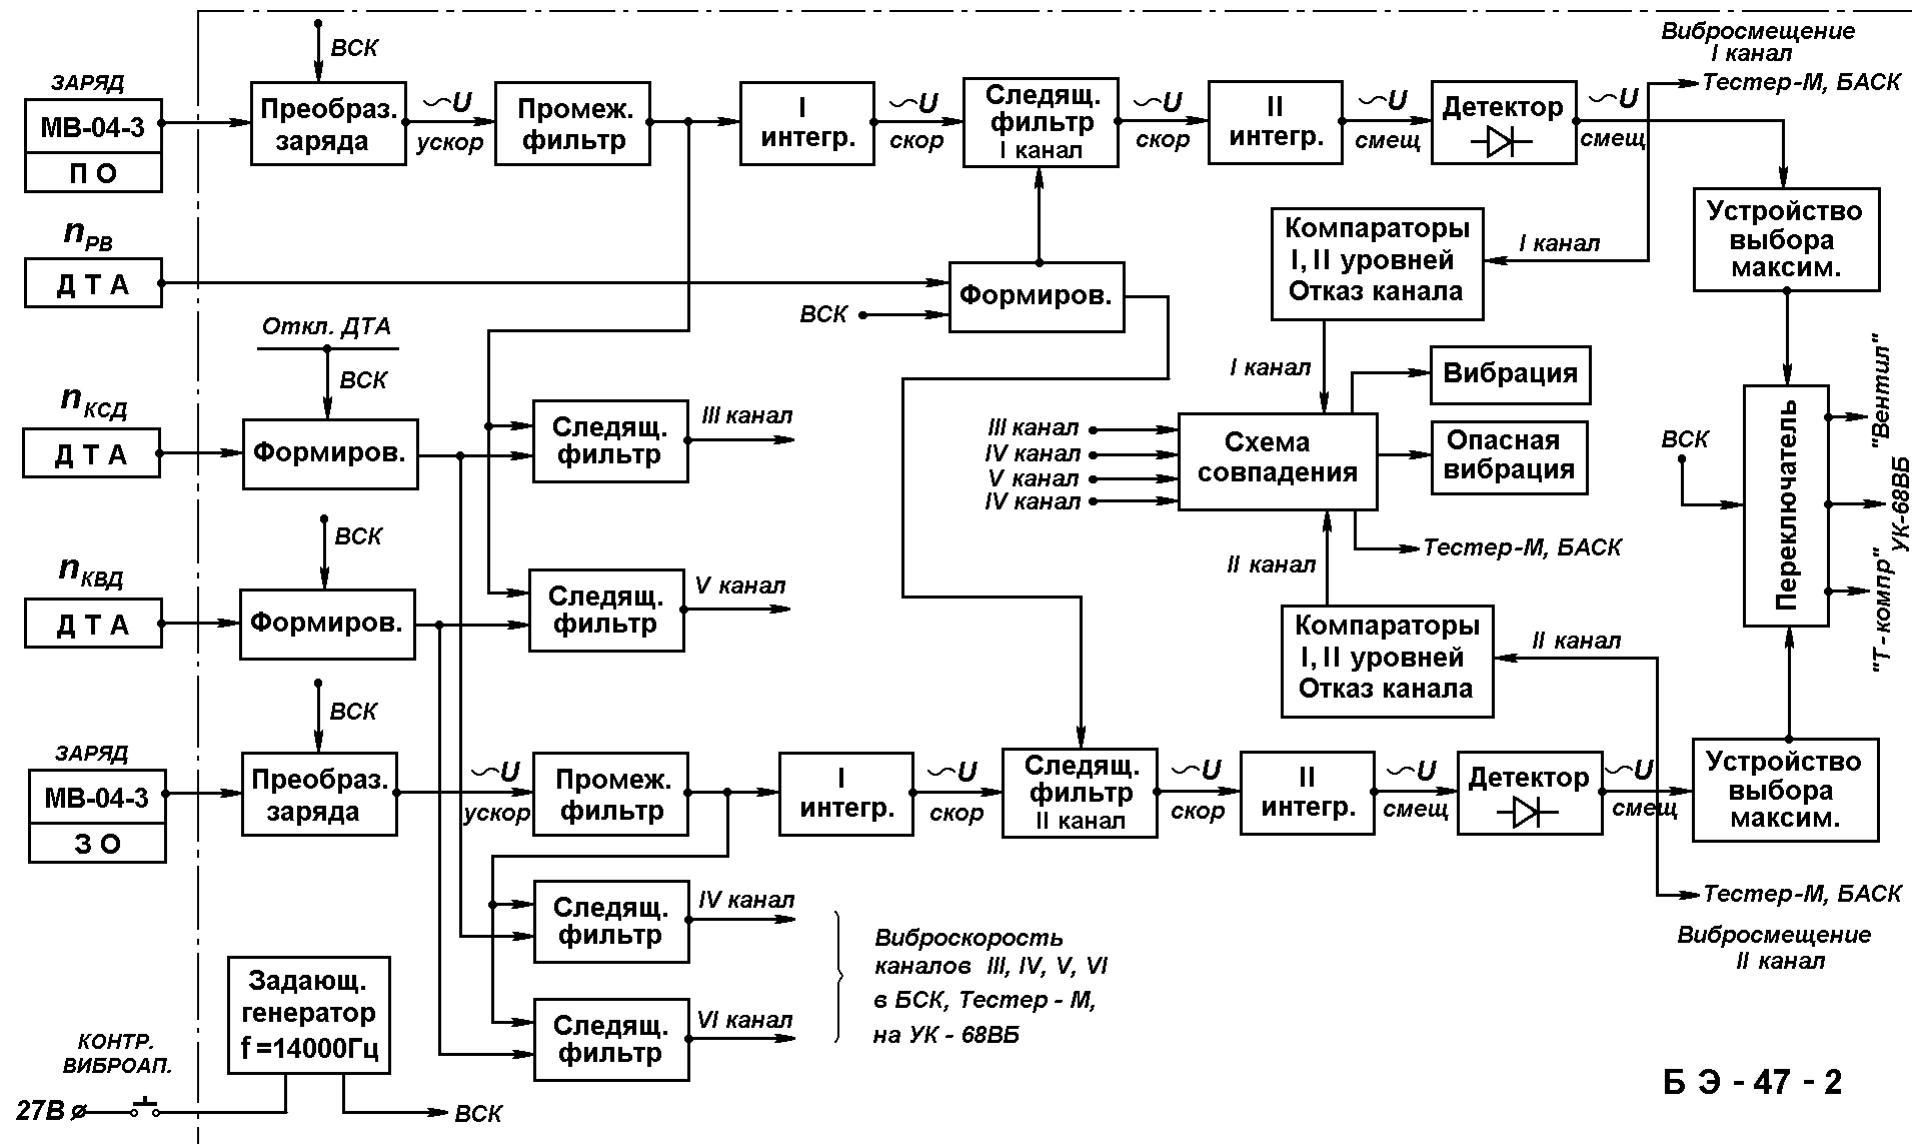 Вибросмещение
I канал
Тестер-М, БАСК
ВСК
ЗАРЯД
МВ-04-3
П О
Преобраз.
заряда
~U
ускор
Промеж.
фильтр
I
интегр.
~U
скор
Следящ.
фильтр
I канал
~U
скор
II
интегр.
~U
смещ
Детектор
~U
смещ
Устройство
выбора
максим.
nРВ
Д Т А
Формиров.
ВСК
Компараторы
I, II уровней
Отказ канала
I канал
Откл. ДТА
ВСК
nКСД
Д Т А
Формиров.
Следящ.
фильтр
III канал
I канал
III канал
IV канал
V канал
IV канал
Схема
совпадения
Вибрация
Опасная
вибрация
Тестер-М, БАСК
II канал
ВСК
Переключатель
"Вентил"
УК-68ВБ
"Т-компр"
ВСК
nКВД
Д Т А
Формиров.
Следящ.
фильтр
V канал
Компараторы
I, II уровней
Отказ канала
II канал
ВСК
ЗАРЯД
МВ-04-3
З О
Преобраз.
заряда
~U
ускор
Промеж.
фильтр
I
интегр.
~U
скор
Следящ.
фильтр
II канал
~U
скор
II
интегр.
~U
смещ
Детектор
~U
смещ
Устройство
выбора
максим.
Тестер-М, БАСК
Вибросмещение
II канал
Следящ.
фильтр
IV канал
Следящ.
фильтр
VI канал
Виброскорость
каналов III, IV, V, VI
в БСК, Тестер - М,
на УК - 68ВБ
Задающ.
генератор
f =14000Гц
КОНТР.
ВИБРОАП.
27В
ВСК
Б Э - 47 - 2